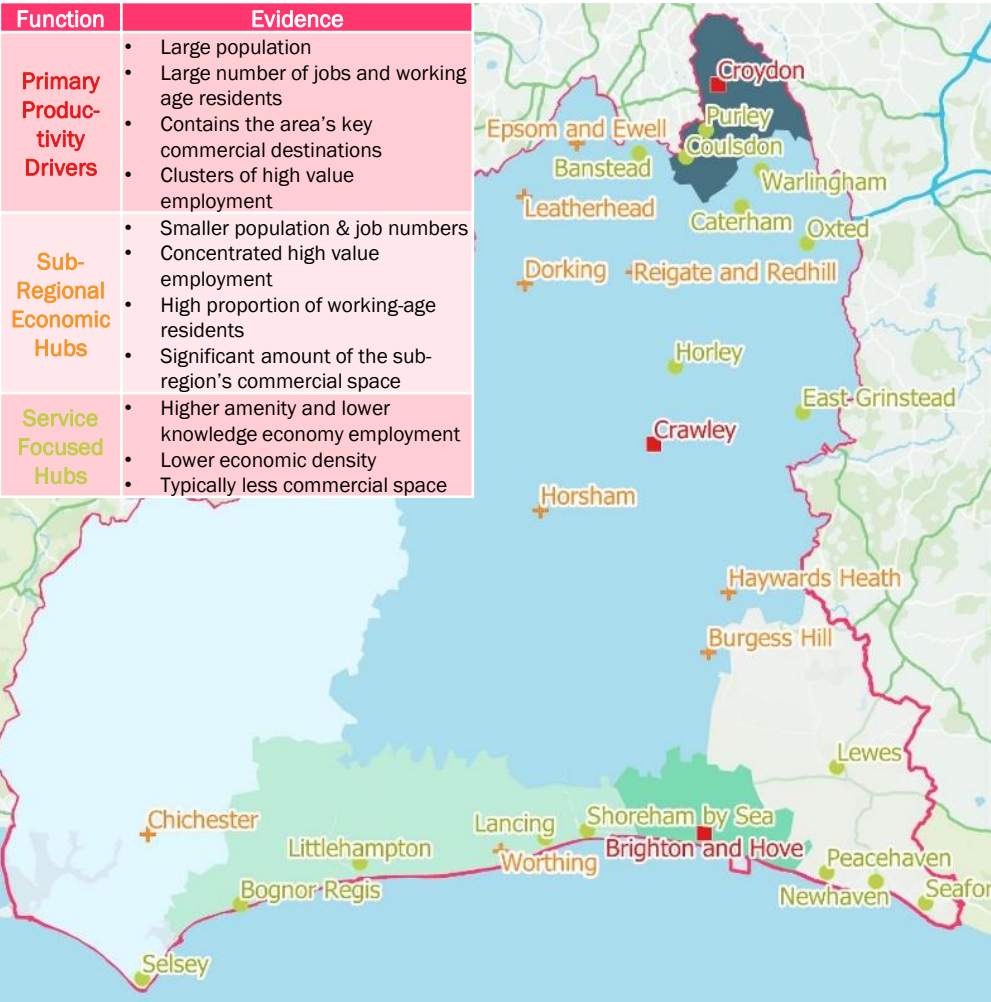 Function Evidence
Primary
Produc-
tivity
Drivers
• Large population
• Large number of jobs and working
age residents
• Contains the area's key
commercial destinations
• Clusters of high value
employment
Sub-
Regional
Economic
Hubs
• Smaller population & job numbers
• Concentrated high value
employment
• High proportion of working-age
residents
• Significant amount of the sub-
region's commercial space
Service
Focused
Hubs
• Higher amenity and lower
knowledge economy employment
• Lower economic density
• Typically less commercial space
Croydon
Purley
Epsom and Ewell
Coulsdon
Banstead
Warlingham
Leatherhead
Caterham
Oxted
Dorking
Reigate and Redhill
Horley
East Grinstead
Crawley
Horsham
Haywards Heath
Burgess Hill
Lewes
Chichester
Shoreham by Sea
Lancing
Littlehampton
Brighton and Hove
Worthing
Peacehaven
Bognor Regis
Newhaven
Seafor
Selsey